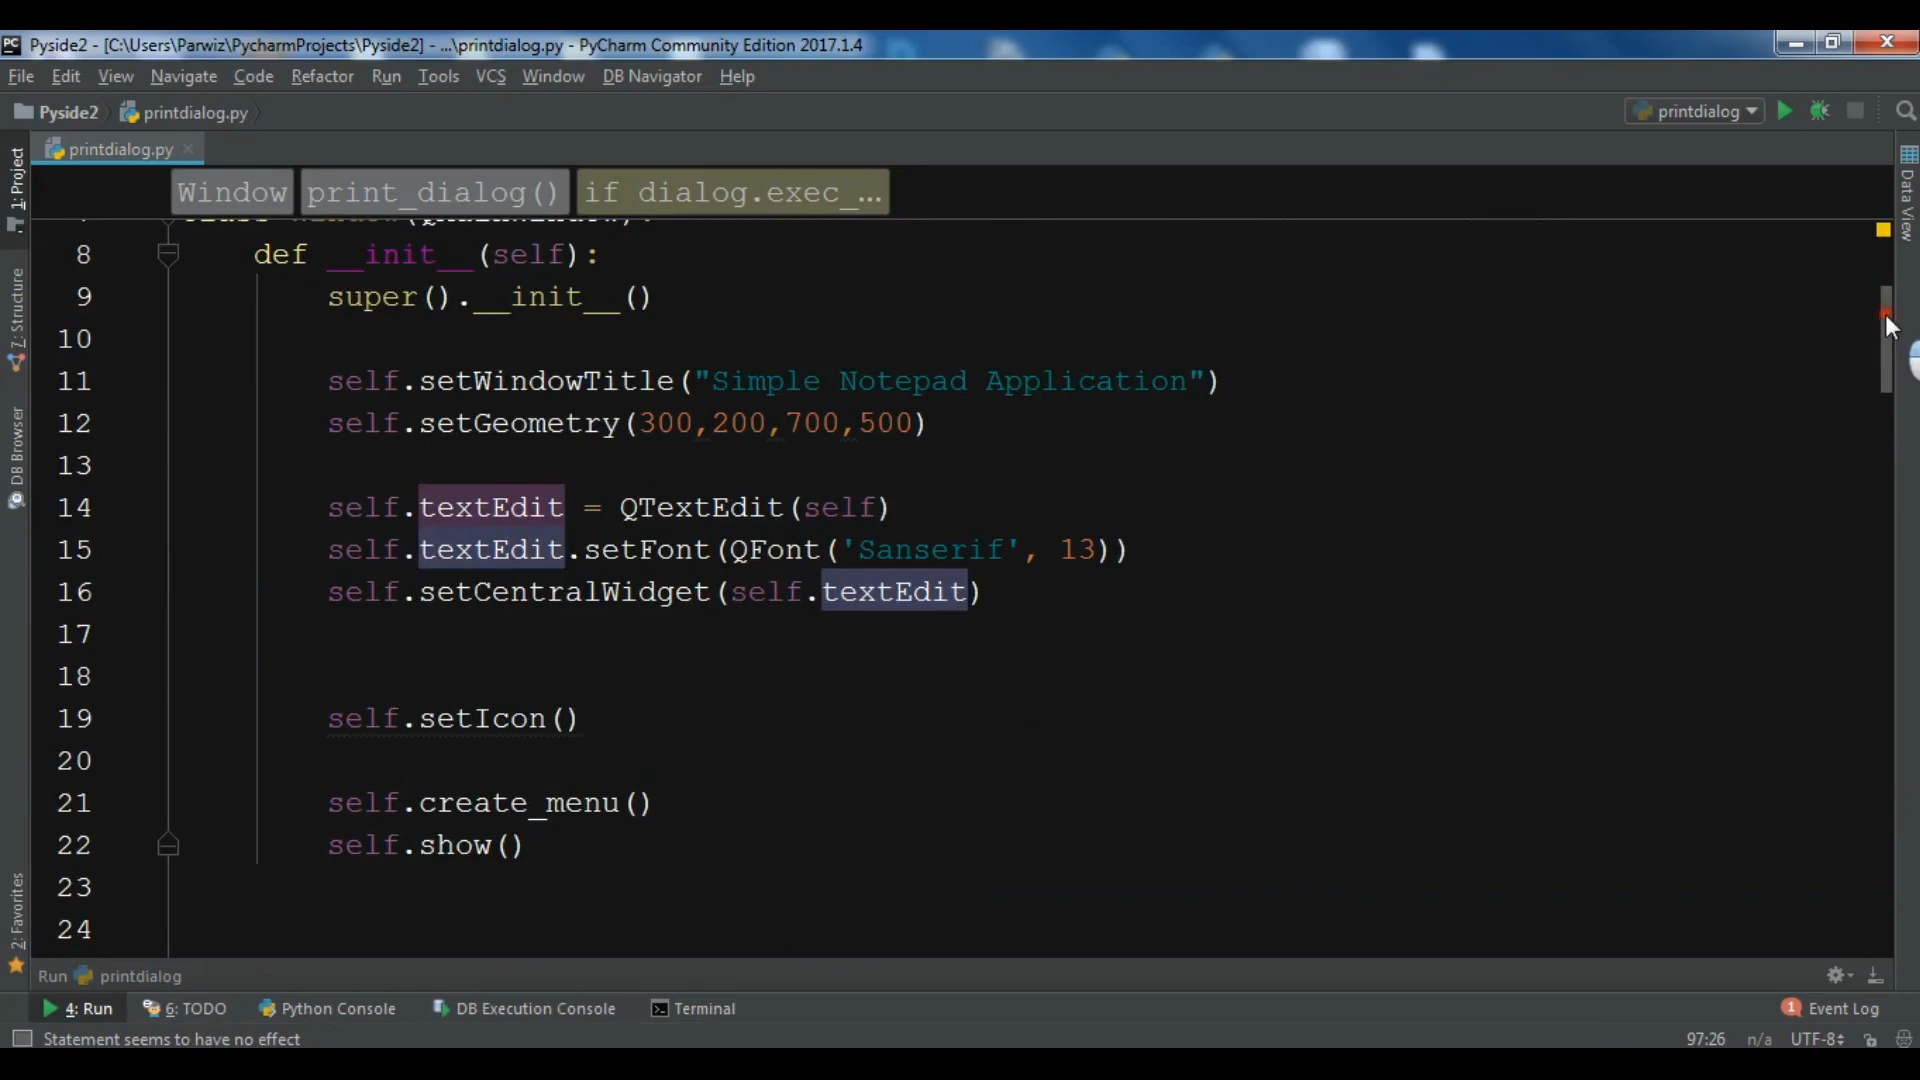 PC Pyside2 - [C:\Users\Parwiz\PycharmProjects\Pyside2] - ...\printdialog.py - PyCharm Community Edition 2017.1.4
File Edit View Navigate Code Refactor Run Tools VCS Window DB Navigator Help
Pyside2 printdialog.py printdialog
printdialog.py
Window print_dialog() if dialog.exec_...
8 def __init__(self):
9 super().__init__()
10
11 self.setWindowTitle("Simple Notepad Application")
12 self.setGeometry(300,200,700,500)
13
14 self.textEdit = QTextEdit(self)
15 self.textEdit.setFont(QFont('Sanserif', 13))
16 self.setCentralWidget(self.textEdit)
17
18
19 self.setIcon()
20
21 self.create_menu()
22 self.show()
23
24
1: Project
7: Structure
DB Browser
2: Favorites
Data View
Run printdialog
4: Run 6: TODO Python Console DB Execution Console Terminal 1 Event Log
Statement seems to have no effect 97:26 n/a UTF-8